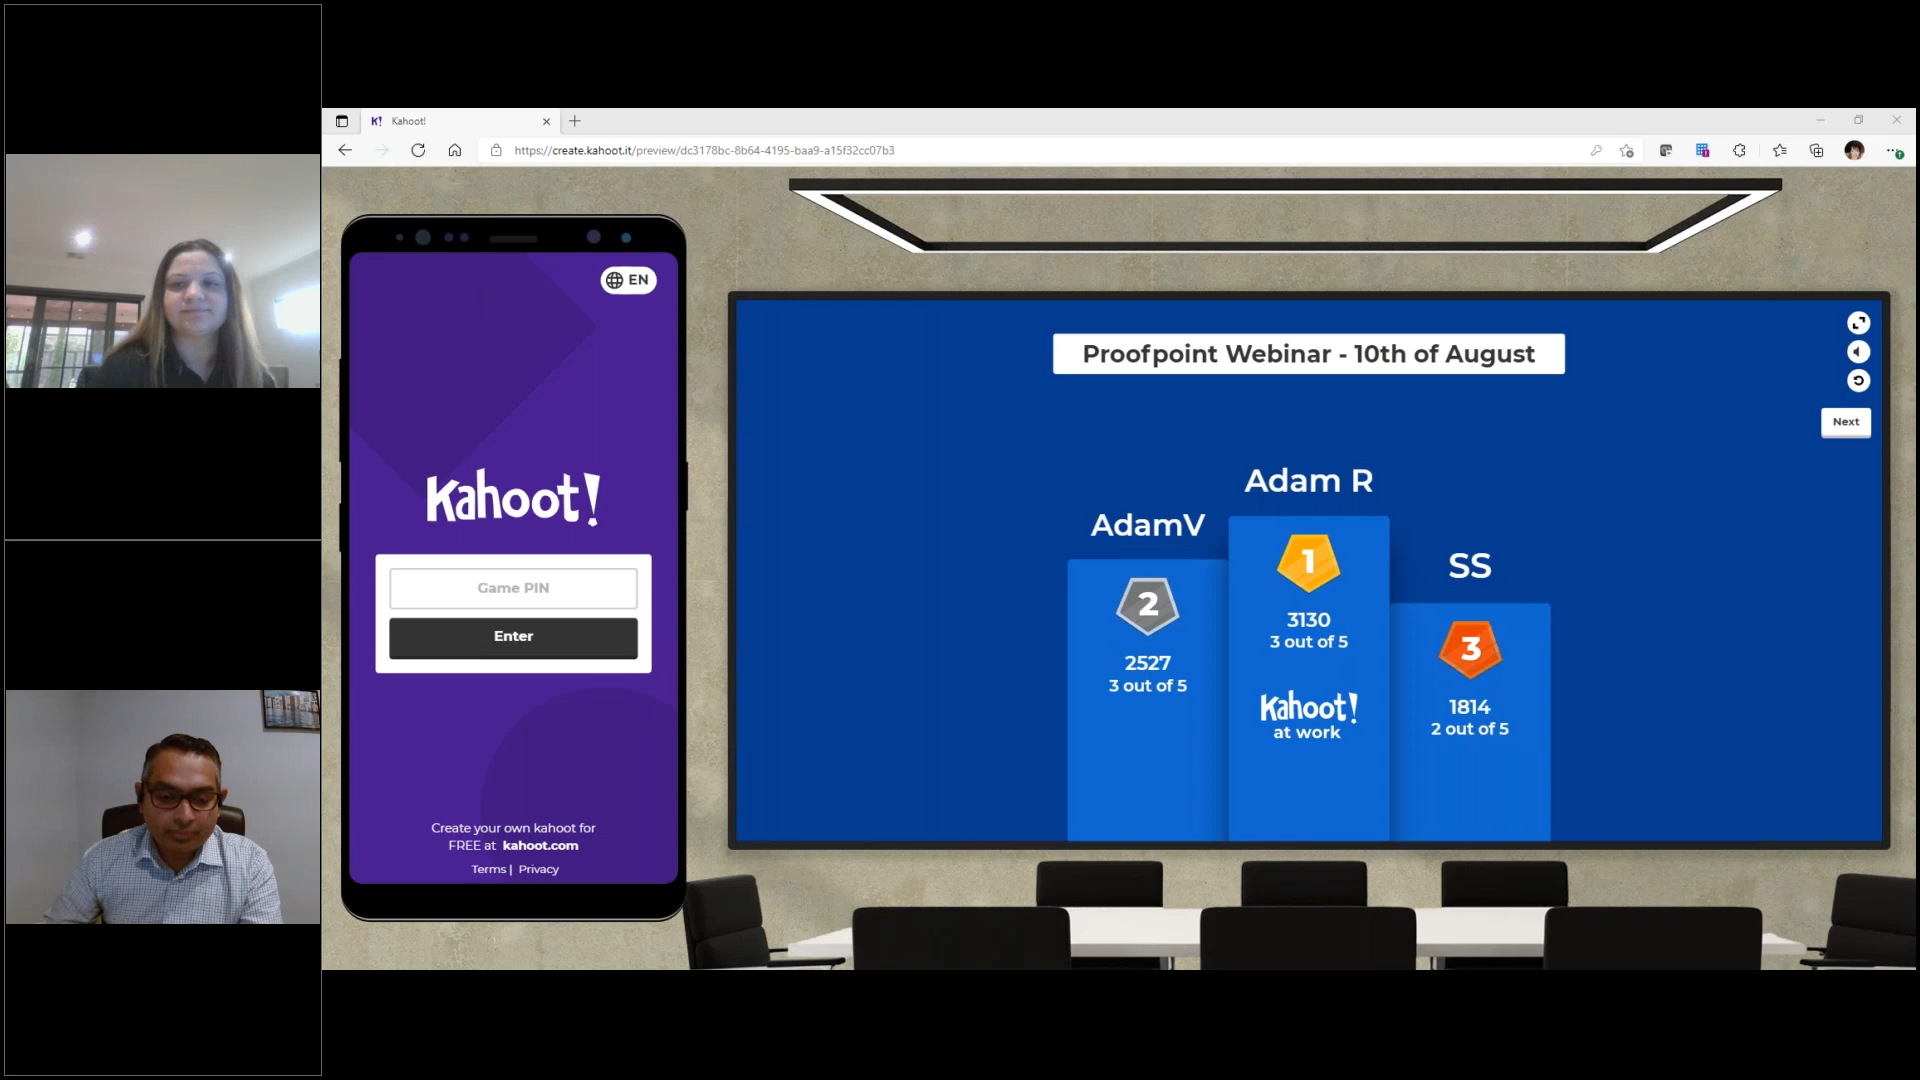 Kahoot!
https://create.kahoot.it/preview/dc3178bc-8b64-4195-baa9-a15f32cc07b3
EN
Kahoot!
Game PIN
Enter
Create your own kahoot for
FREE at kahoot.com
Terms | Privacy
Proofpoint Webinar - 10th of August
Next
Adam R
1
3130
3 out of 5
Kahoot!
at work
AdamV
2
2527
3 out of 5
SS
3
1814
2 out of 5